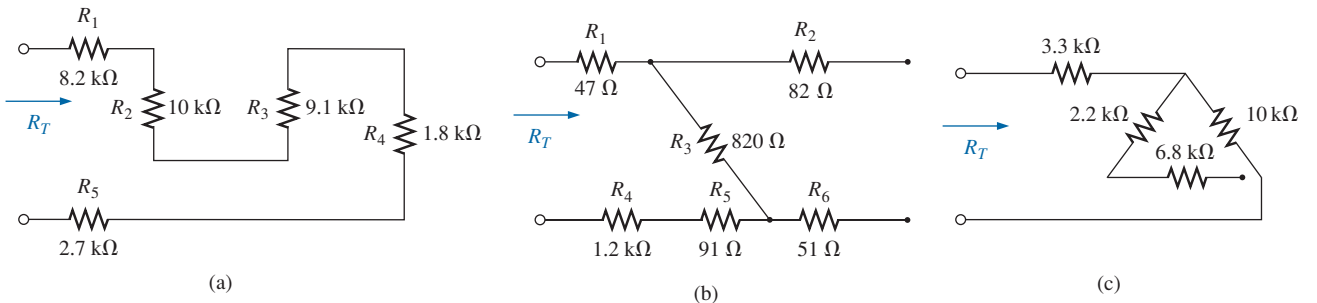 R1
8.2 kΩ
R2
10 kΩ
R3
9.1 kΩ
R4
1.8 kΩ
RT
R5
2.7 kΩ
(a)
R1
47 Ω
R2
82 Ω
RT
R3
820 Ω
R4
1.2 kΩ
R5
91 Ω
R6
51 Ω
(b)
3.3 kΩ
2.2 kΩ
10 kΩ
6.8 kΩ
RT
(c)